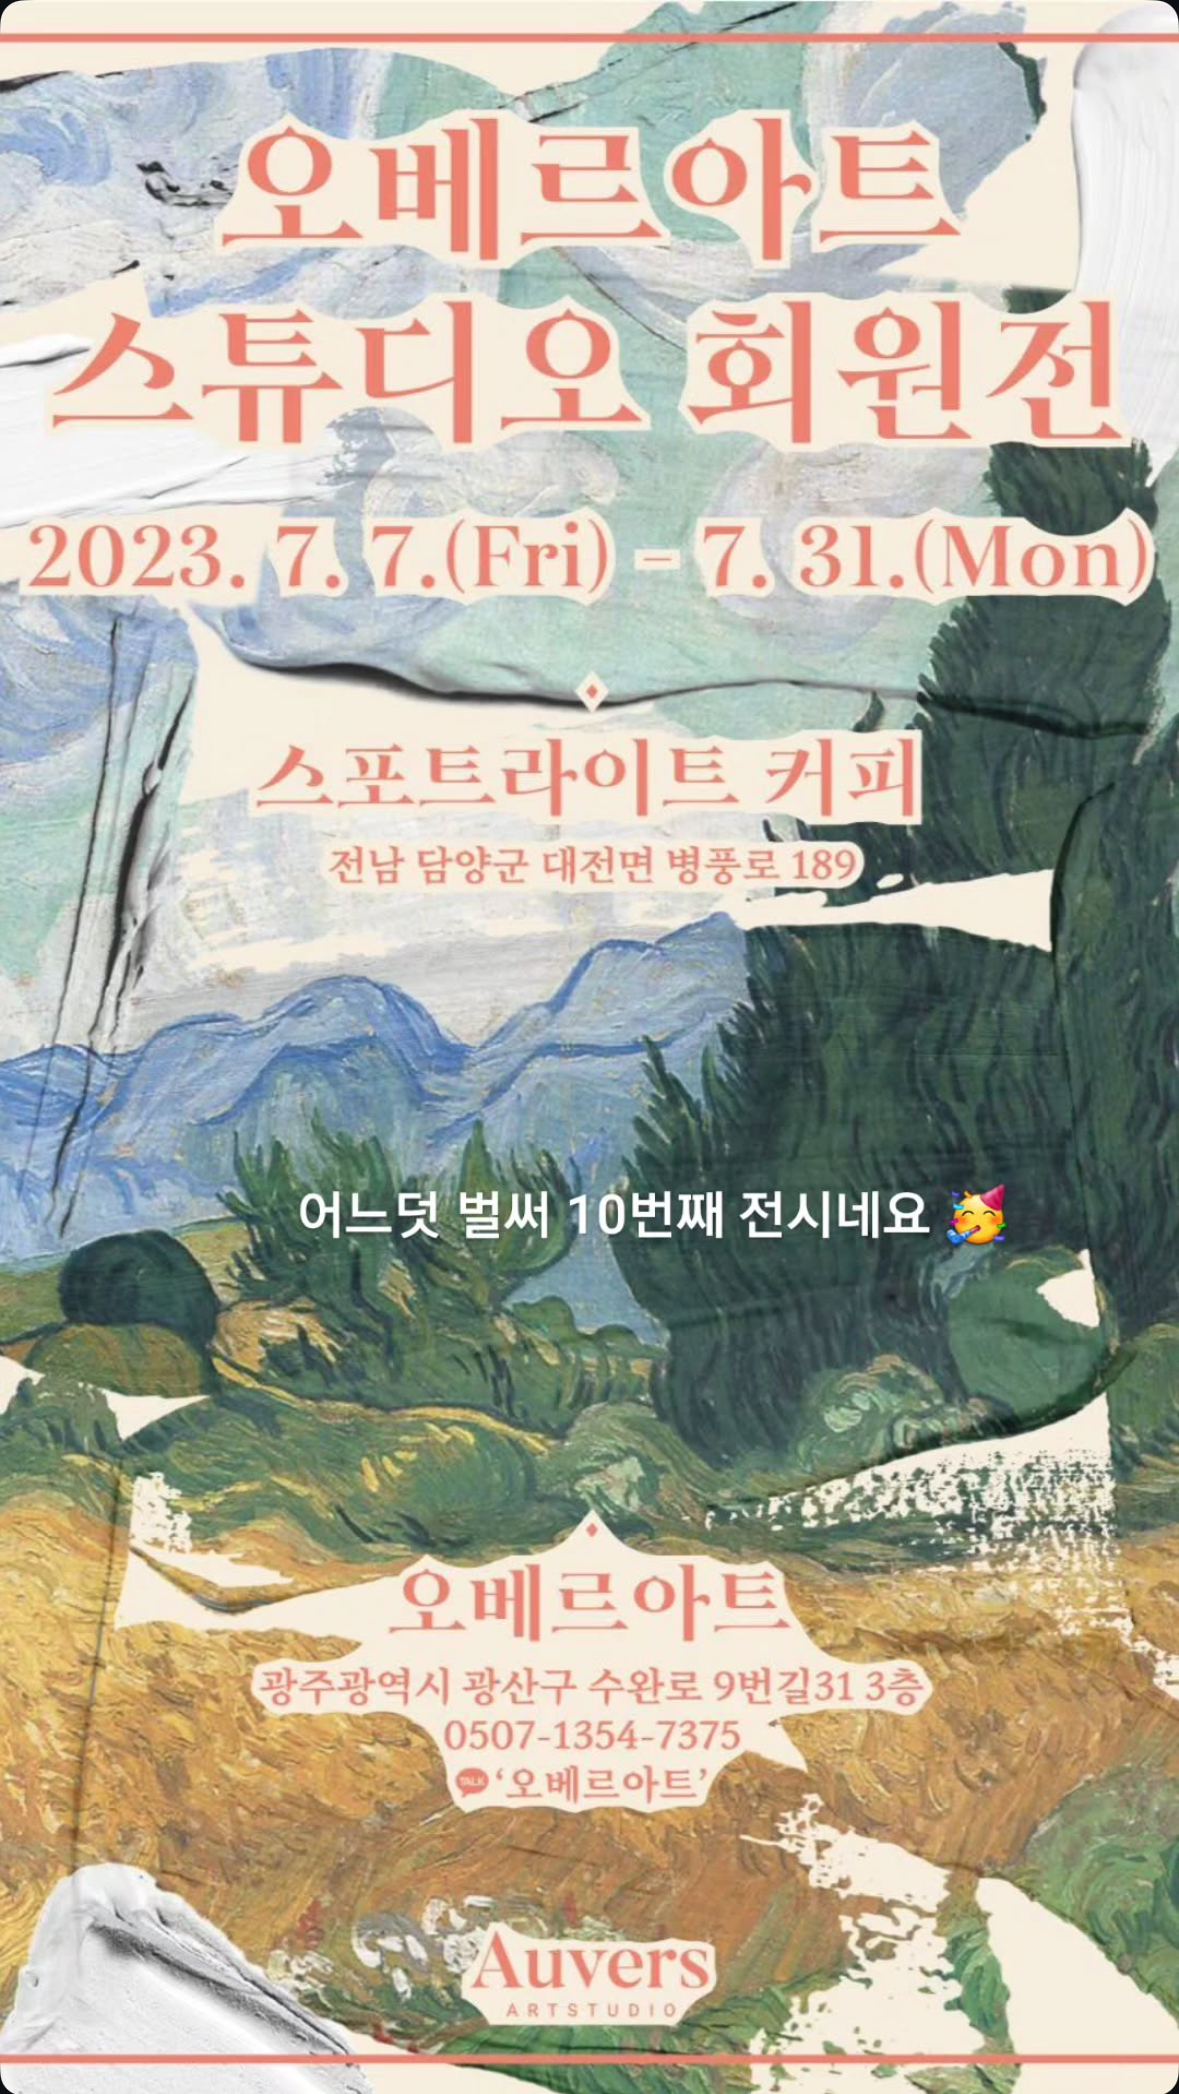 오베르아트
스튜디오 회원전
2023. 7. 7.(Fri) - 7. 31.(Mon)
스포트라이트 커피
전남 담양군 대전면 병풍로 189
어느덧 벌써 10번째 전시네요 🥳
오베르아트
광주광역시 광산구 수완로 9번길31 3층
0507-1354-7375
TALK '오베르아트'
Auvers
ARTSTUDIO